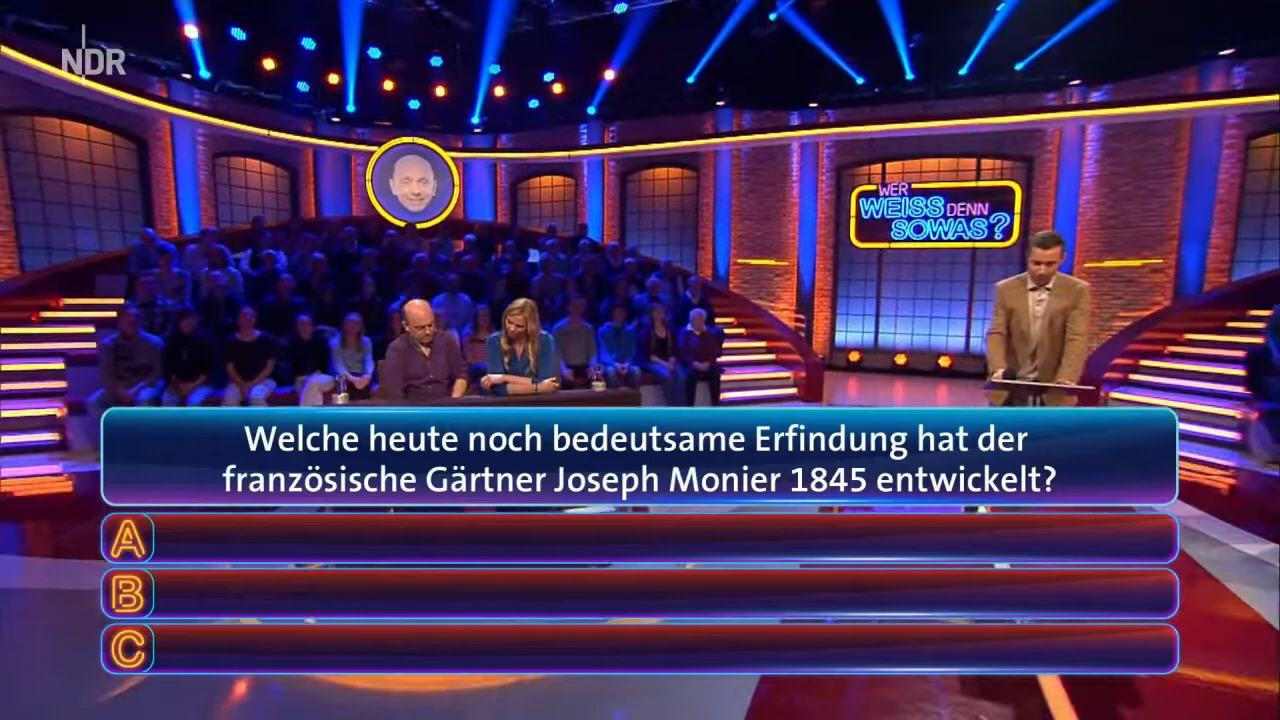 NDR
WER
WEISS DENN
SOWAS?
Welche heute noch bedeutsame Erfindung hat der
französische Gärtner Joseph Monier 1845 entwickelt?
A
B
C